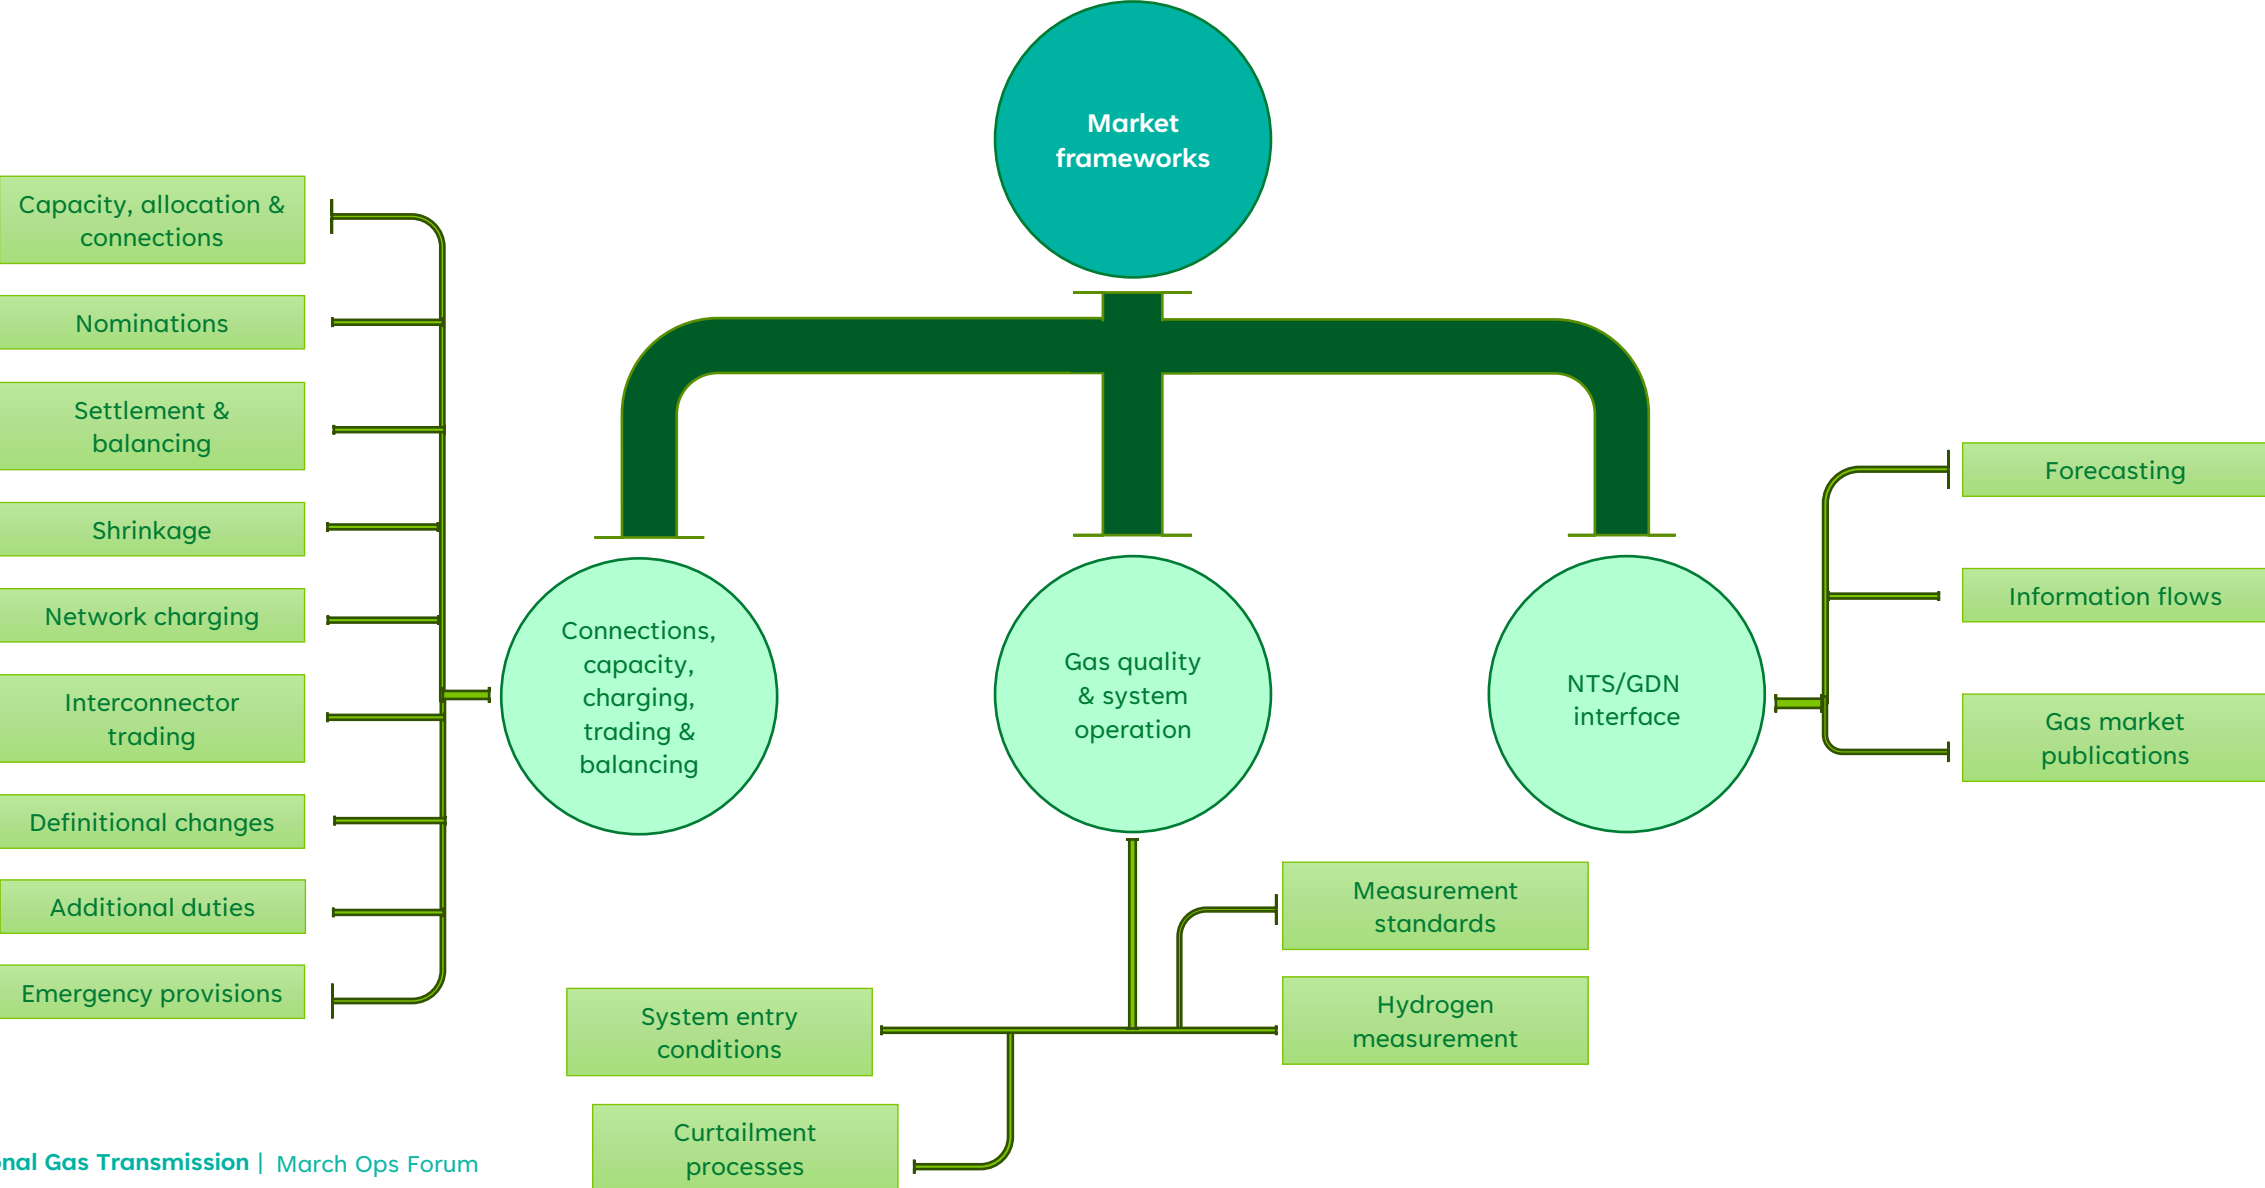 Market
frameworks
Capacity, allocation &
connections
Nominations
Settlement &
balancing
Shrinkage
Network charging
Interconnector
trading
Definitional changes
Additional duties
Emergency provisions
Connections,
capacity,
charging,
trading &
balancing
Gas quality
& system
operation
NTS/GDN
interface
Forecasting
Information flows
Gas market
publications
Measurement
standards
Hydrogen
measurement
System entry
conditions
Curtailment
processes
onal Gas Transmission | March Ops Forum